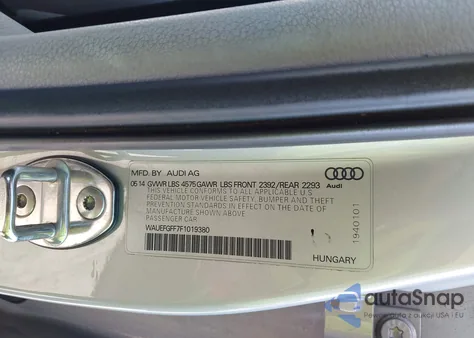 MFD. BY AUDI AG
05 14 GVWR LBS 4575 GAWR LBS FRONT 2392/REAR 2293
THIS VEHICLE CONFORMS TO ALL APPLICABLE U.S
FEDERAL MOTOR VEHICLE SAFETY, BUMPER AND THEFT
PREVENTION STANDARDS IN EFFECT ON THE DATE OF
MANUFACTURE SHOWN ABOVE.
PASSENGER CAR
WAUEFGFF7F1019380
Audi
1940101
HUNGARY
autoSnap